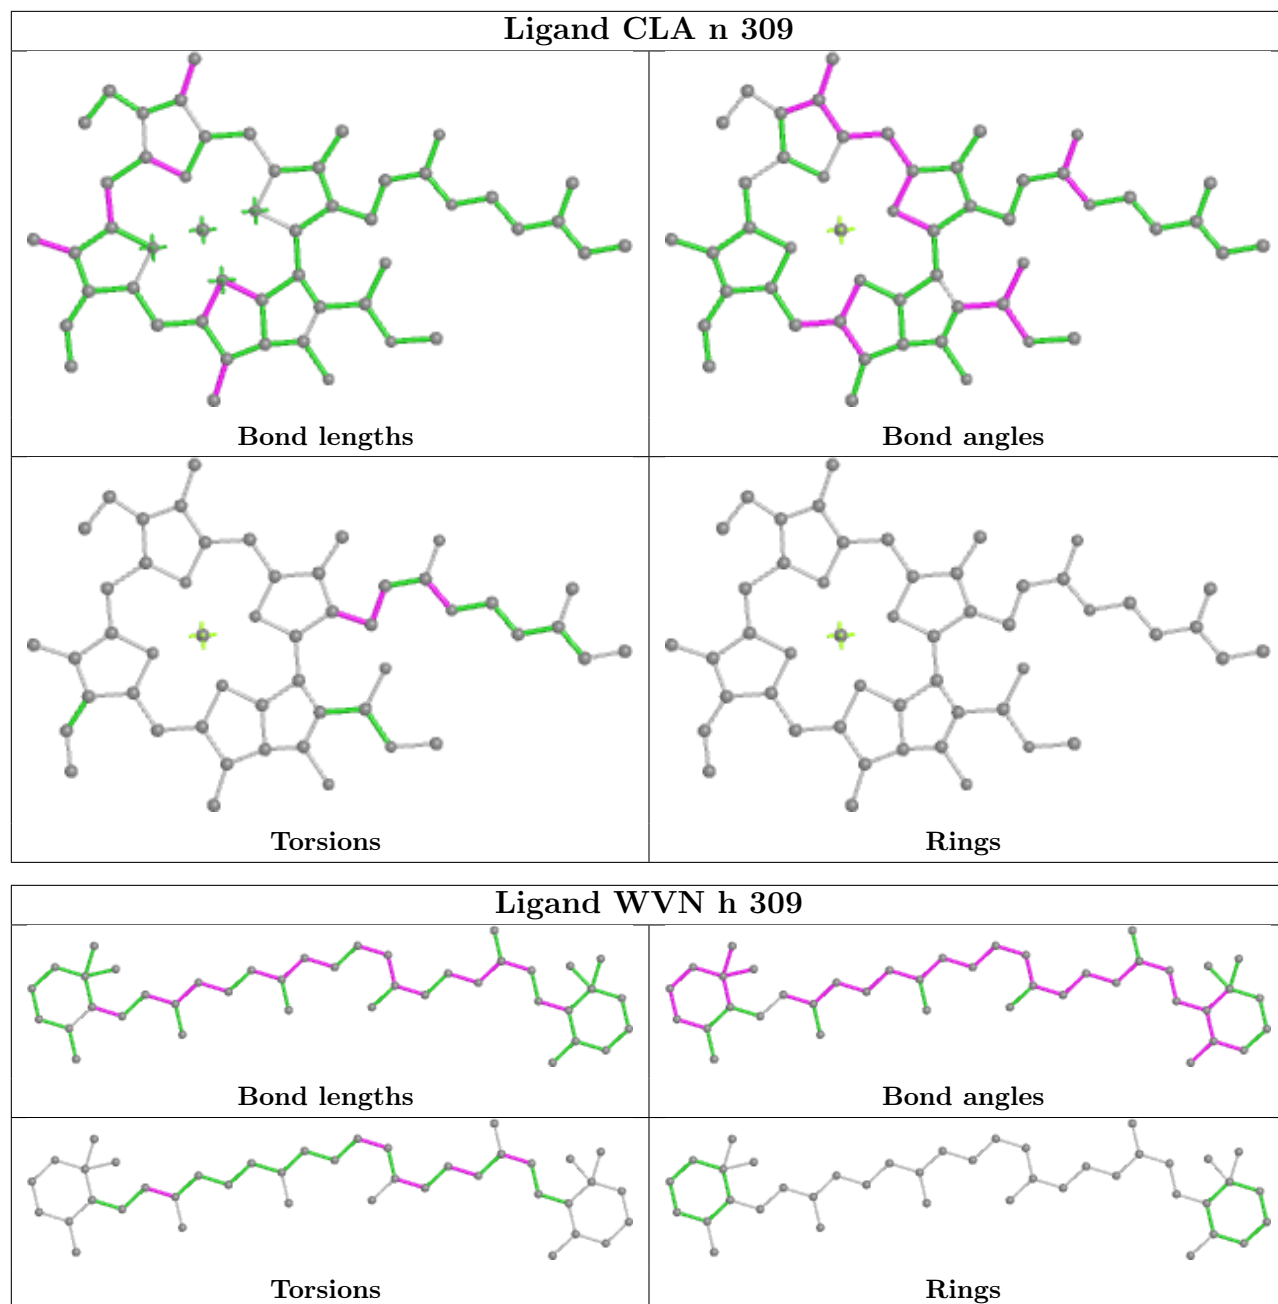 Ligand CLA n 309
Bond lengths
Bond angles
Torsions
Rings
Ligand WVN h 309
Bond lengths
Bond angles
Torsions
Rings